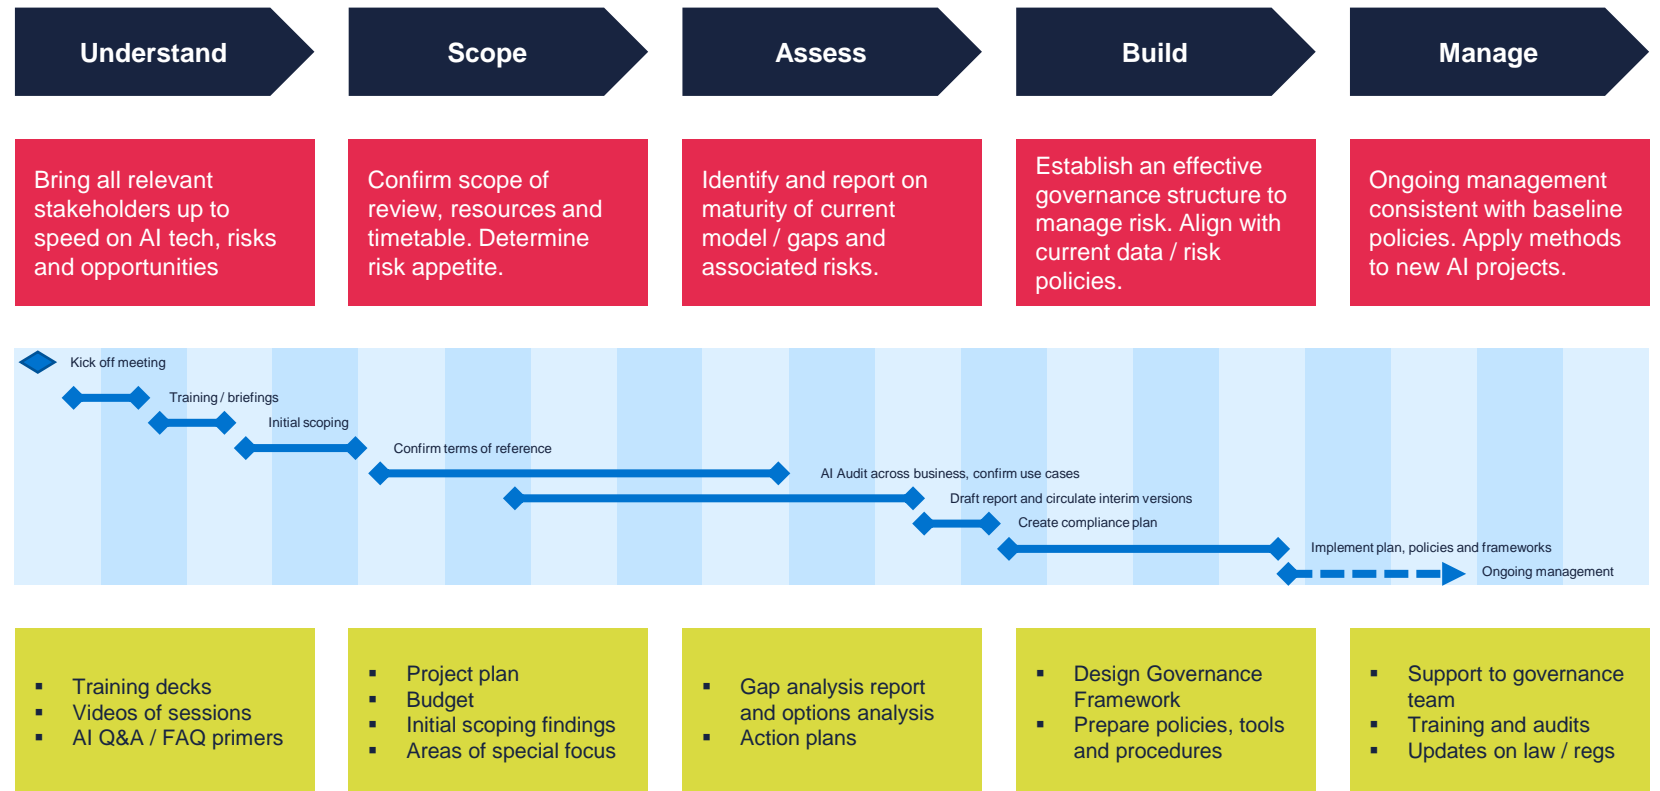 Understand
Scope
Assess
Build
Manage
Bring all relevant
stakeholders up to
speed on AI tech, risks
and opportunities
Confirm scope of
review, resources and
timetable. Determine
risk appetite.
Identify and report on
maturity of current
model / gaps and
associated risks.
Establish an effective
governance structure to
manage risk. Align with
current data / risk
policies.
Ongoing management
consistent with baseline
policies. Apply methods
to new AI projects.
Kick off meeting
Training / briefings
Initial scoping
Confirm terms of reference
AI Audit across business, confirm use cases
Draft report and circulate interim versions
Create compliance plan
Implement plan, policies and frameworks
Ongoing management
▪ Training decks
▪ Videos of sessions
▪ AI Q&A / FAQ primers
▪ Project plan
▪ Budget
▪ Initial scoping findings
▪ Areas of special focus
▪ Gap analysis report
and options analysis
▪ Action plans
▪ Design Governance
Framework
▪ Prepare policies, tools
and procedures
▪ Support to governance
team
▪ Training and audits
▪ Updates on law / regs